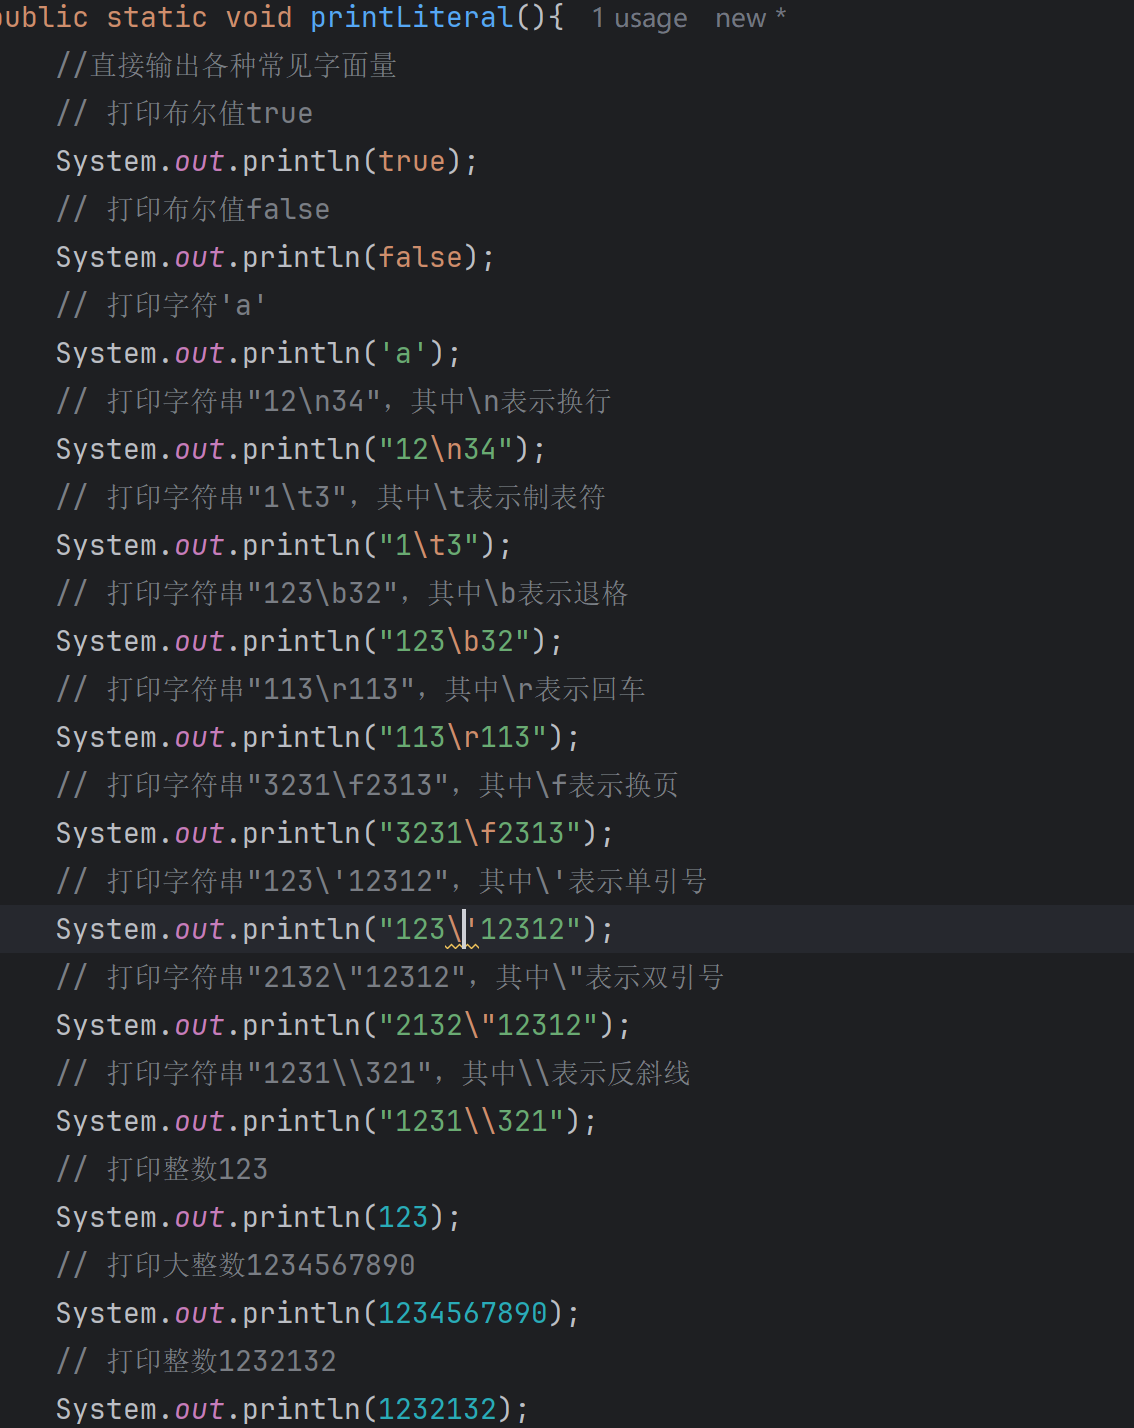 public static void printLiteral(){ 1 usage new *
//直接输出各种常见字面量
// 打印布尔值true
System.out.println(true);
// 打印布尔值false
System.out.println(false);
// 打印字符'a'
System.out.println('a');
// 打印字符串"12\n34"，其中\n表示换行
System.out.println("12\n34");
// 打印字符串"1\t3"，其中\t表示制表符
System.out.println("1\t3");
// 打印字符串"123\b32"，其中\b表示退格
System.out.println("123\b32");
// 打印字符串"113\r113"，其中\r表示回车
System.out.println("113\r113");
// 打印字符串"3231\f2313"，其中\f表示换页
System.out.println("3231\f2313");
// 打印字符串"123\'12312"，其中\'表示单引号
System.out.println("123\'12312");
// 打印字符串"2132\"12312"，其中\"表示双引号
System.out.println("2132\"12312");
// 打印字符串"1231\\321"，其中\\表示反斜线
System.out.println("1231\\321");
// 打印整数123
System.out.println(123);
// 打印大整数1234567890
System.out.println(1234567890);
// 打印整数1232132
System.out.println(1232132);